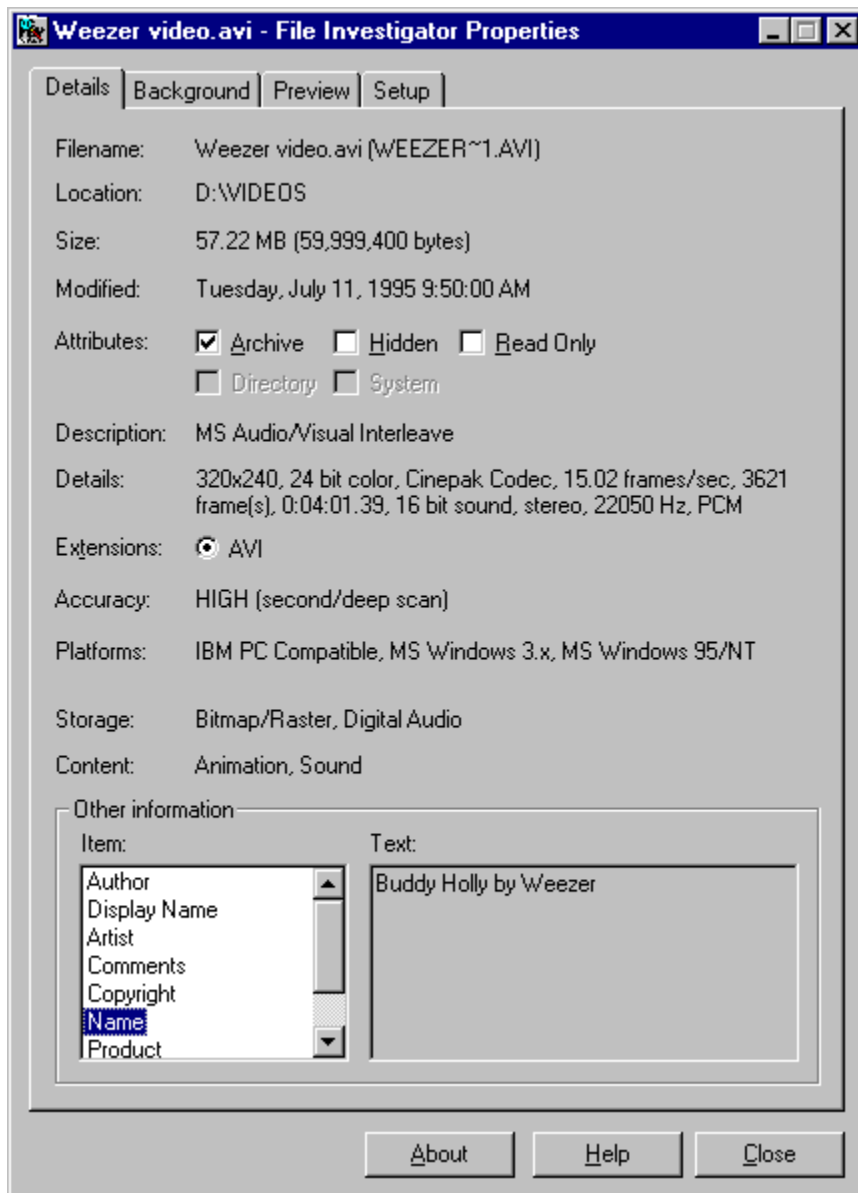 Weezer video.avi - File Investigator Properties
Details Background Preview Setup
Filename: Weezer video.avi (WEEZER~1.AVI)
Location: D:\VIDEOS
Size: 57.22 MB (59,999,400 bytes)
Modified: Tuesday, July 11, 1995 9:50:00 AM
Attributes: Archive Hidden Read Only
Directory System
Description: MS Audio/Visual Interleave
Details: 320x240, 24 bit color, Cinepak Codec, 15.02 frames/sec, 3621
frame(s), 0:04:01.39, 16 bit sound, stereo, 22050 Hz, PCM
Extensions: AVI
Accuracy: HIGH (second/deep scan)
Platforms: IBM PC Compatible, MS Windows 3.x, MS Windows 95/NT
Storage: Bitmap/Raster, Digital Audio
Content: Animation, Sound
Other information
Item: Text:
Author Buddy Holly by Weezer
Display Name
Artist
Comments
Copyright
Name
Product
About Help Close